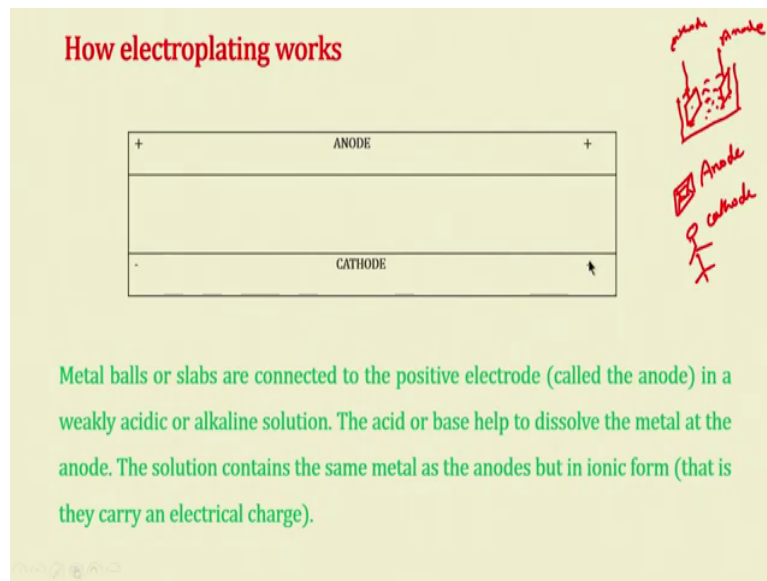 How electroplating works
cathode Anode
+ ANODE +
- CATHODE
Anode
cathode
Metal balls or slabs are connected to the positive electrode (called the anode) in a
weakly acidic or alkaline solution. The acid or base help to dissolve the metal at the
anode. The solution contains the same metal as the anodes but in ionic form (that is
they carry an electrical charge).